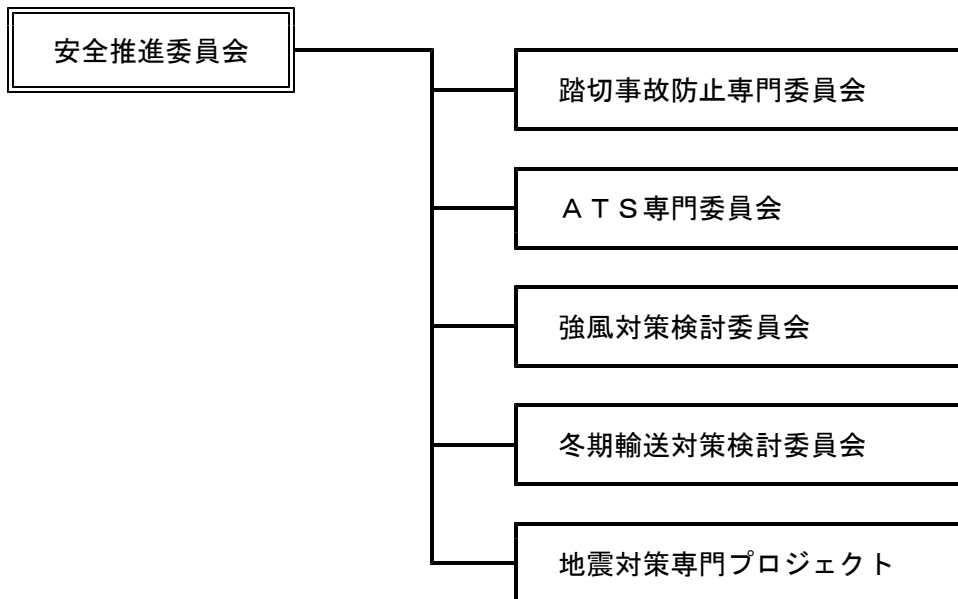 安全推進委員会
踏切事故防止専門委員会
ＡＴＳ専門委員会
強風対策検討委員会
冬期輸送対策検討委員会
地震対策専門プロジェクト